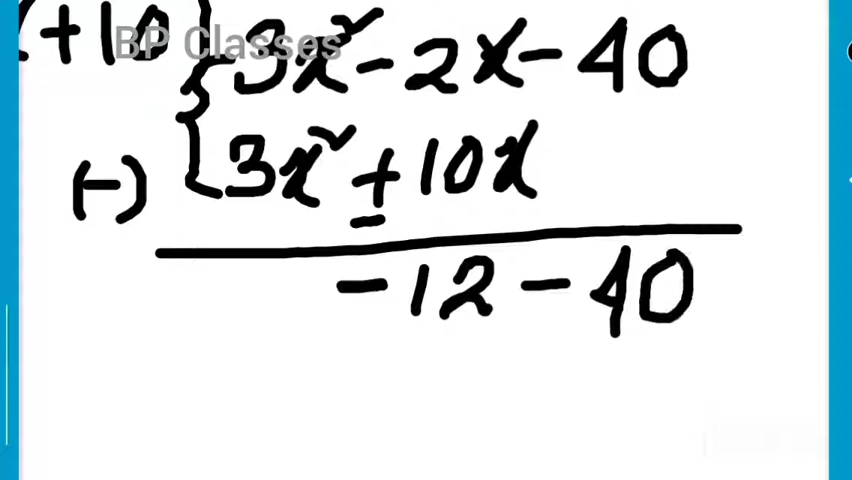 +10 3x² - 2x - 40
BP Classes
(-) 3x² + 10x
-
-12 - 40